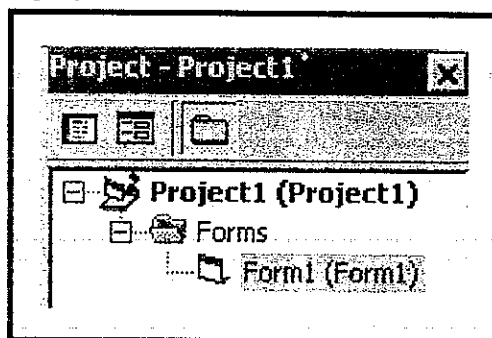 Project - Project1
Project1 (Project1)
Forms
Form1 (Form1)